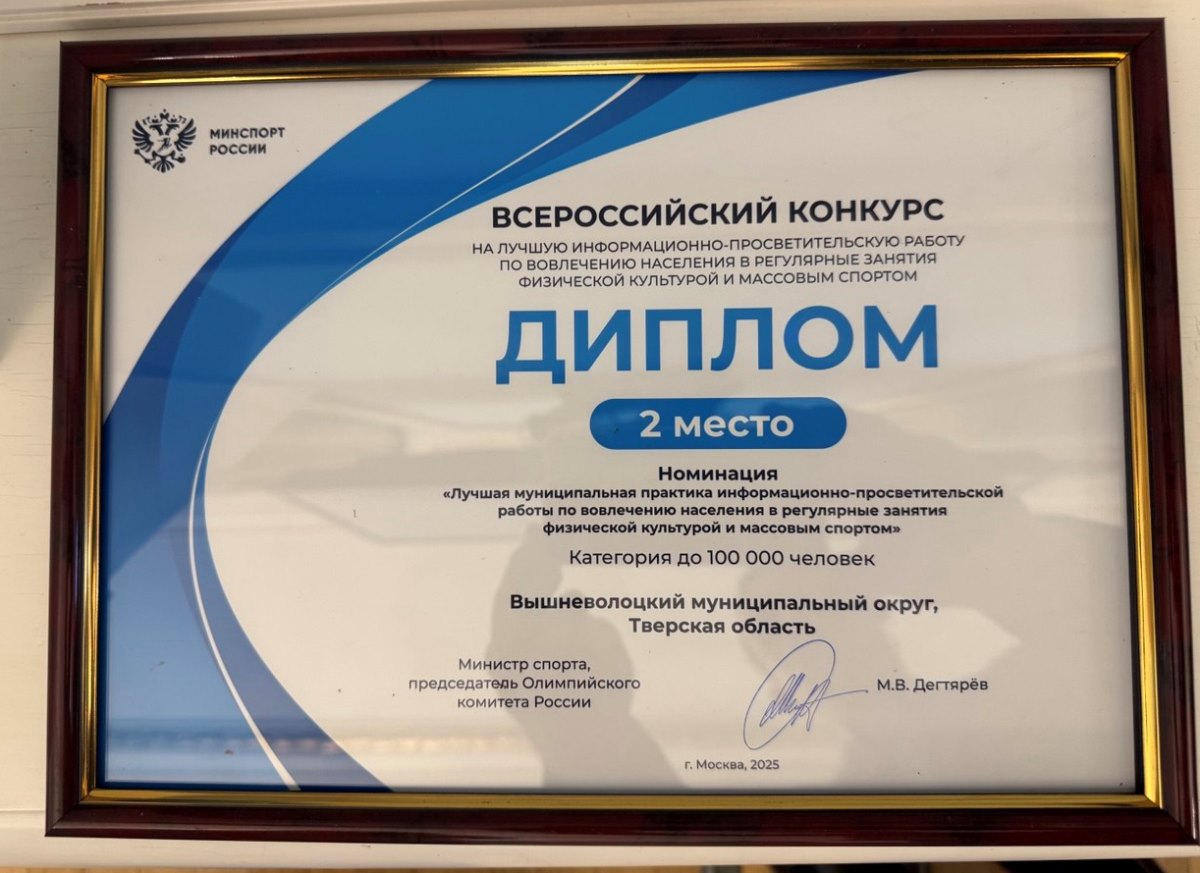 МИНСПОРТ
РОССИИ
ВСЕРОССИЙСКИЙ КОНКУРС
НА ЛУЧШУЮ ИНФОРМАЦИОННО-ПРОСВЕТИТЕЛЬСКУЮ РАБОТУ
ПО ВОВЛЕЧЕНИЮ НАСЕЛЕНИЯ В РЕГУЛЯРНЫЕ ЗАНЯТИЯ
ФИЗИЧЕСКОЙ КУЛЬТУРОЙ И МАССОВЫМ СПОРТОМ
ДИПЛОМ
2 место
Номинация
«Лучшая муниципальная практика информационно-просветительской
работы по вовлечению населения в регулярные занятия
физической культурой и массовым спортом»
Категория до 100 000 человек
Вышневолоцкий муниципальный округ,
Тверская область
Министр спорта,
председатель Олимпийского
комитета России
М.В. Дегтярёв
г. Москва, 2025